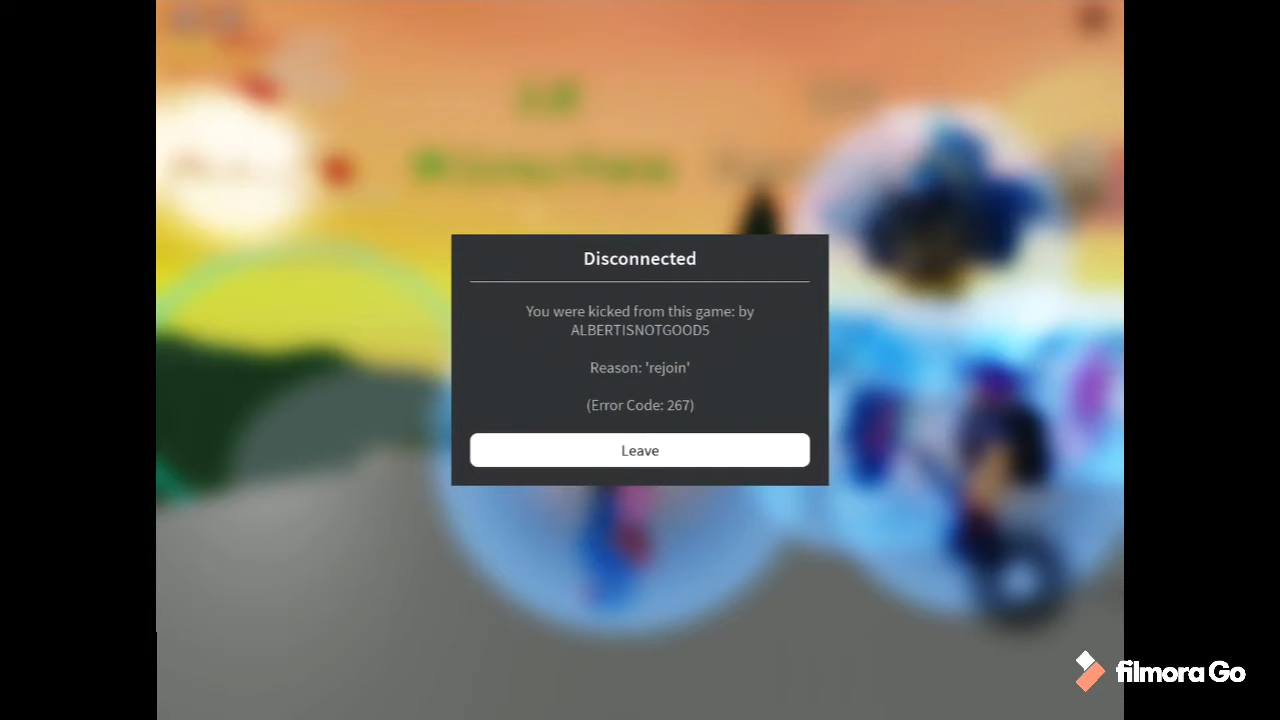 Disconnected
You were kicked from this game: by
ALBERTISNOTGOOD5
Reason: 'rejoin'
(Error Code: 267)
Leave
filmora Go